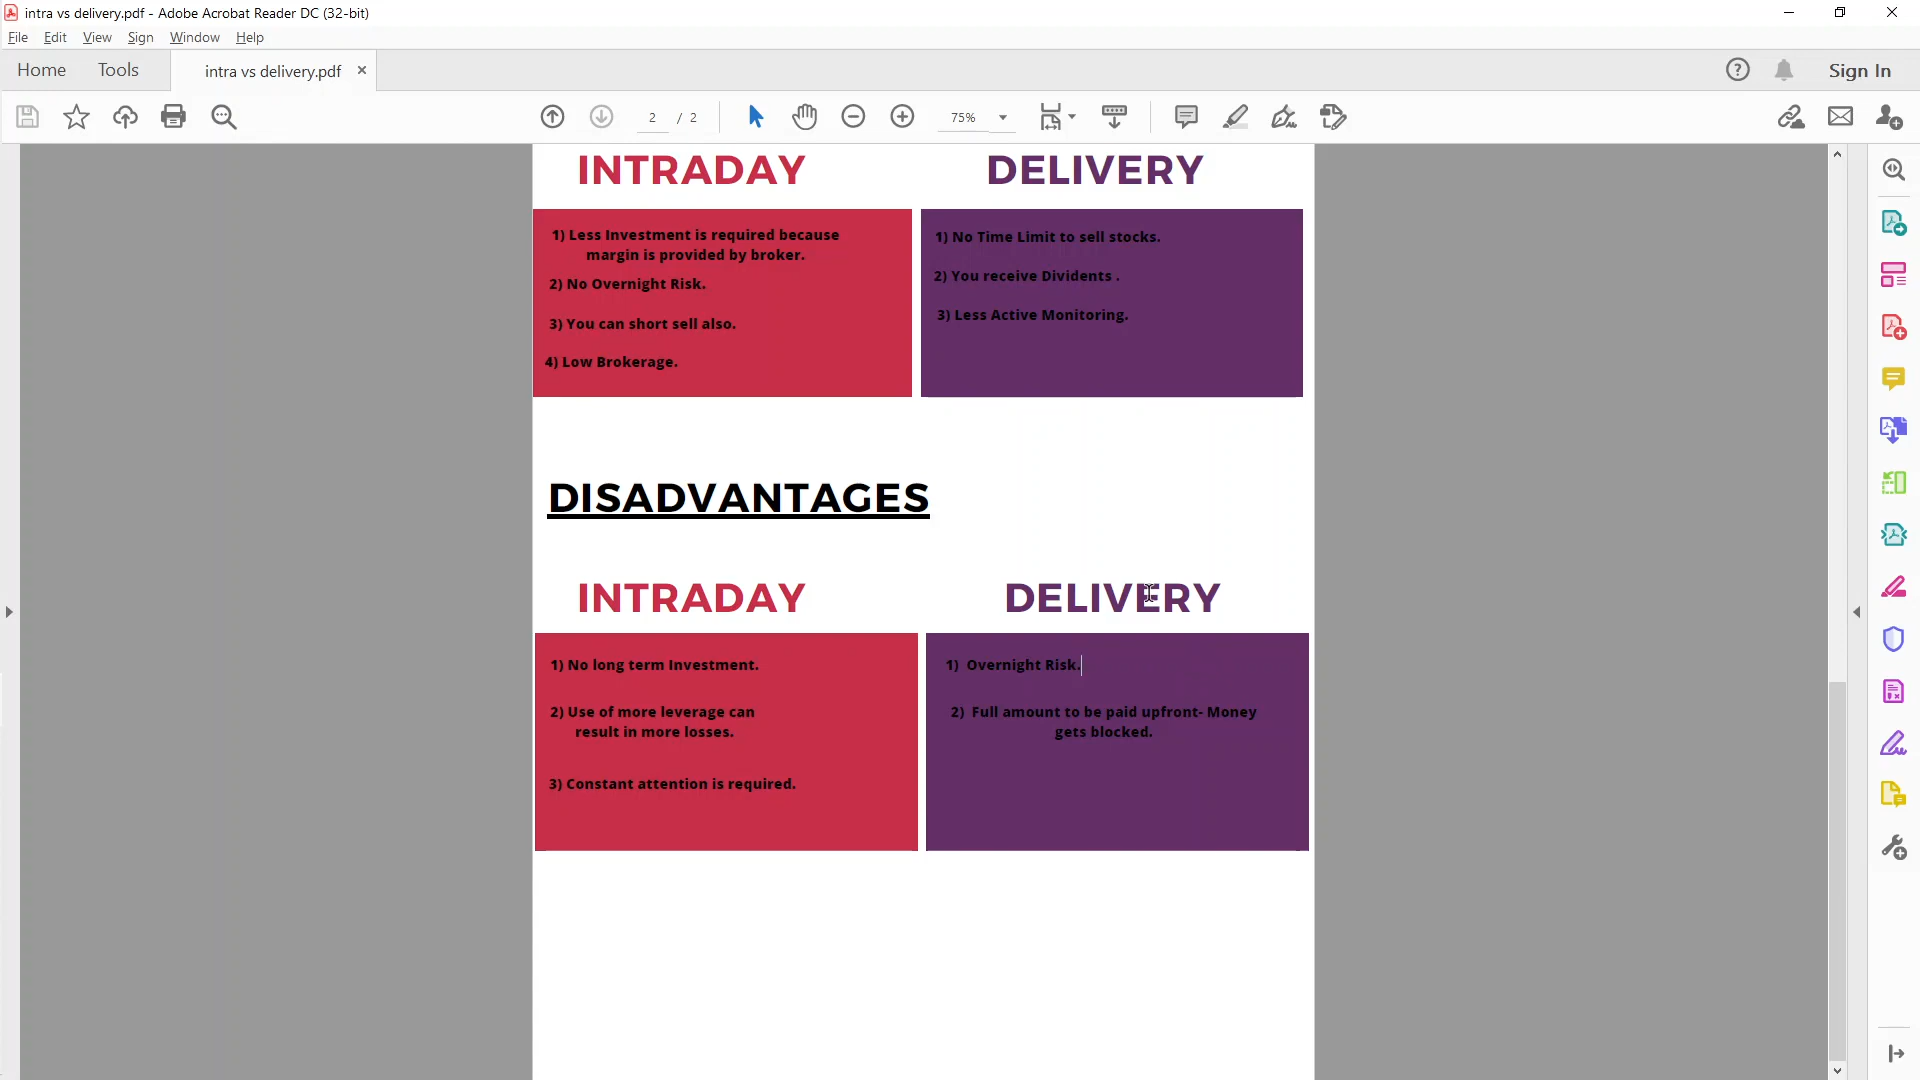 intra vs delivery.pdf - Adobe Acrobat Reader DC (32-bit)
File Edit View Sign Window Help
Home Tools intra vs delivery.pdf × Sign In
2 / 2 75%
INTRADAY
1) Less Investment is required because
margin is provided by broker.
2) No Overnight Risk.
3) You can short sell also.
4) Low Brokerage.
DELIVERY
1) No Time Limit to sell stocks.
2) You receive Dividents .
3) Less Active Monitoring.
DISADVANTAGES
INTRADAY
1) No long term Investment.
2) Use of more leverage can
result in more losses.
3) Constant attention is required.
DELIVERY
1) Overnight Risk.
2) Full amount to be paid upfront- Money
gets blocked.